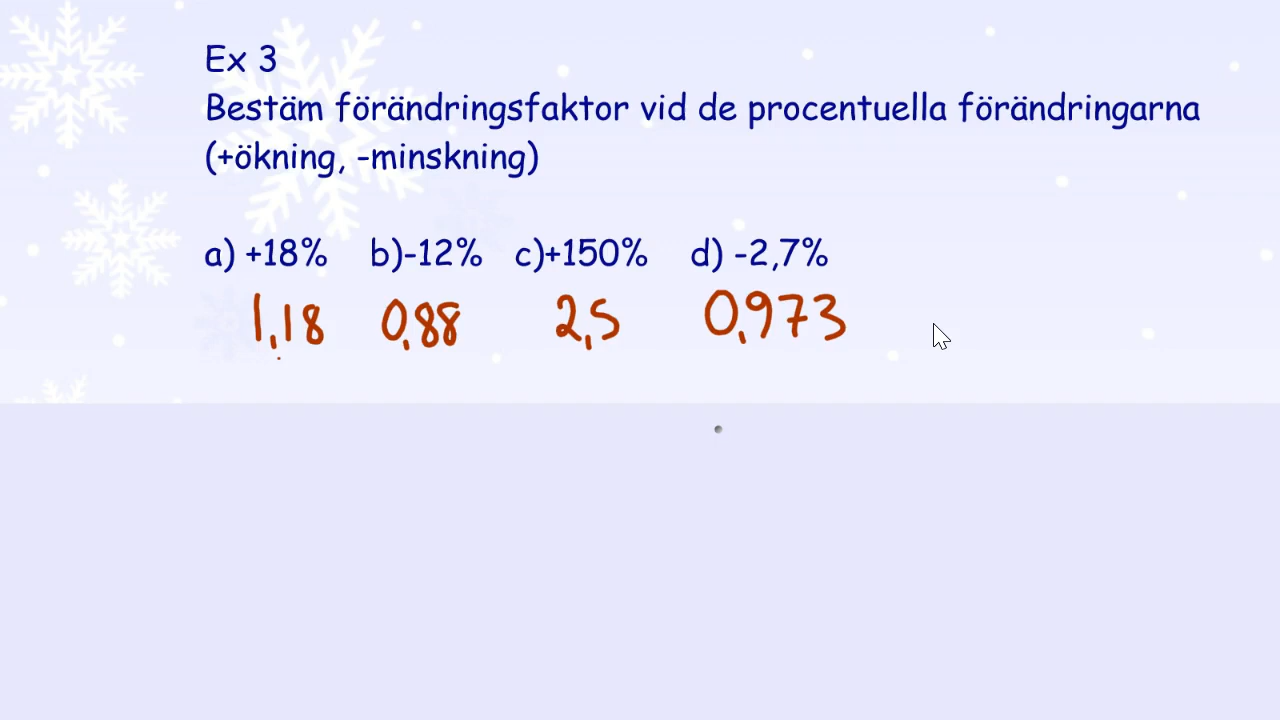 Ex 3
Bestäm förändringsfaktor vid de procentuella förändringarna
(+ökning, -minskning)
a) +18% b)-12% c)+150% d) -2,7%
1,18 0,88 2,5 0,973